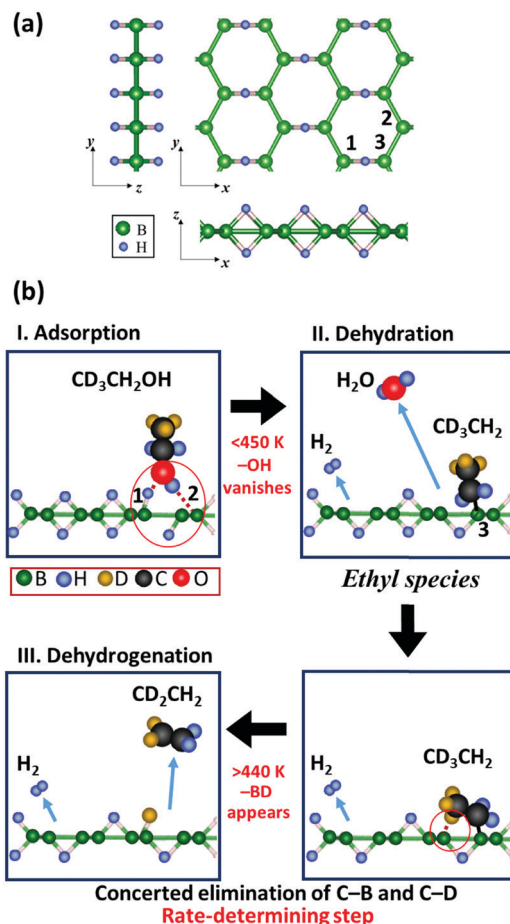 (a)
y
z
y
x
1
2
3
B
H
z
x
(b)
I. Adsorption
CD₃CH₂OH
1
2
B H D C O
<450 K
–OH
vanishes
II. Dehydration
H₂O
H₂
CD₃CH₂
3
Ethyl species
III. Dehydrogenation
CD₂CH₂
H₂
>440 K
–BD
appears
CD₃CH₂
H₂
Concerted elimination of C–B and C–D
Rate-determining step